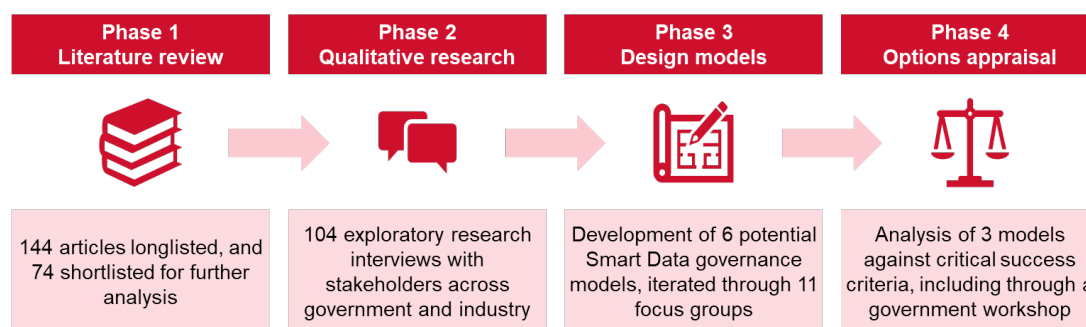 Phase 1
Literature review
Phase 2
Qualitative research
Phase 3
Design models
Phase 4
Options appraisal
144 articles longlisted, and
74 shortlisted for further
analysis
104 exploratory research
interviews with
stakeholders across
government and industry
Development of 6 potential
Smart Data governance
models, iterated through 11
focus groups
Analysis of 3 models
against critical success
criteria, including through a
government workshop